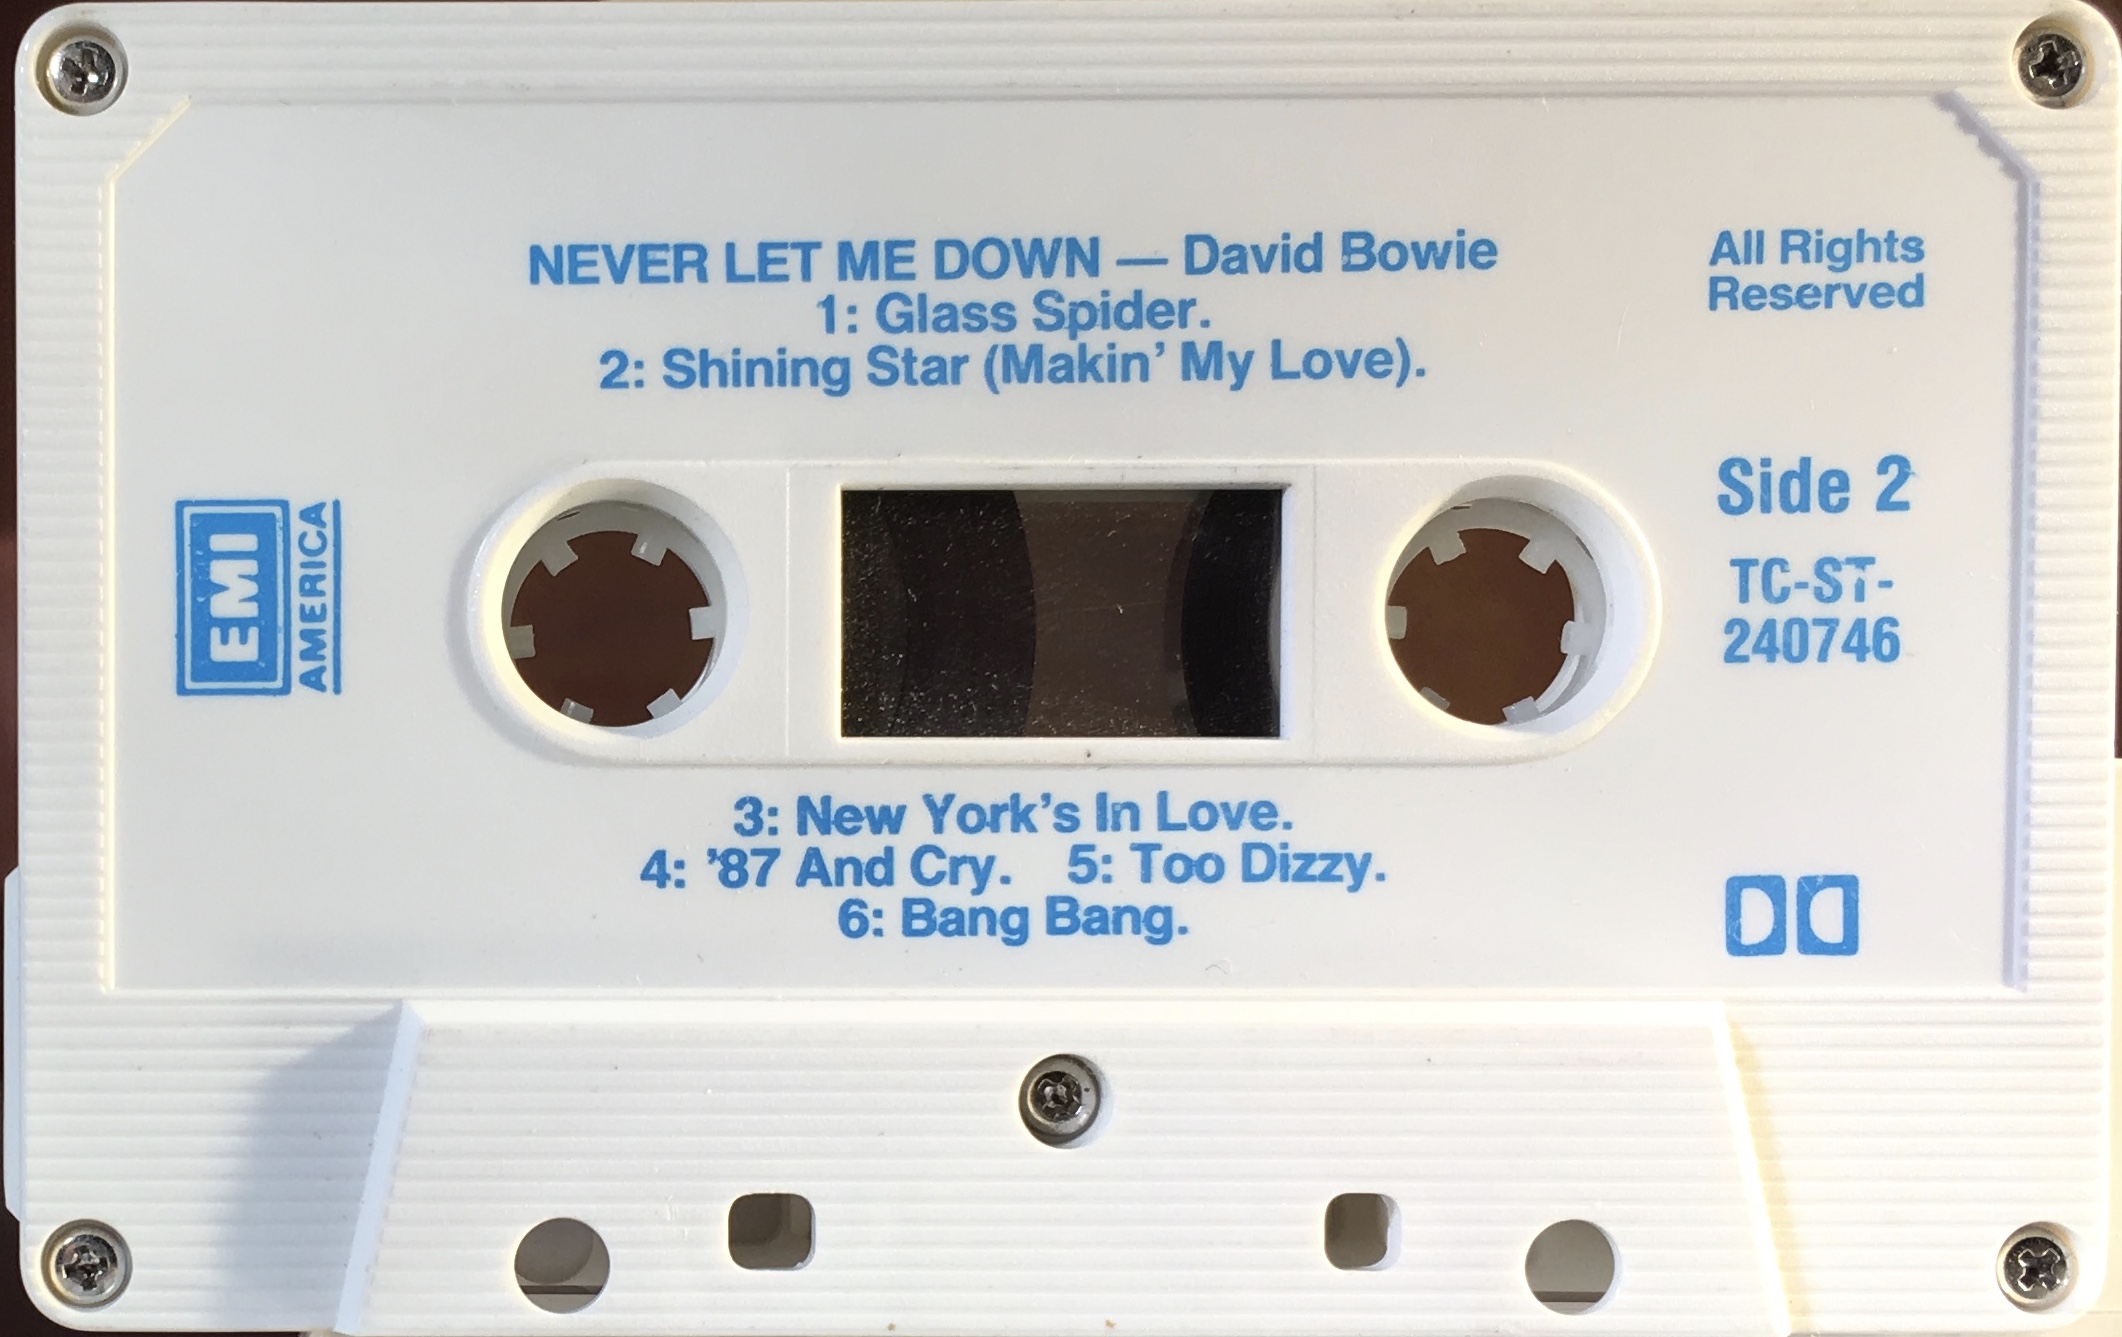 NEVER LET ME DOWN — David Bowie
1: Glass Spider.
2: Shining Star (Makin' My Love).
All Rights
Reserved
EMI
AMERICA
Side 2
TC-ST-
240746
3: New York's In Love.
4: '87 And Cry.  5: Too Dizzy.
6: Bang Bang.